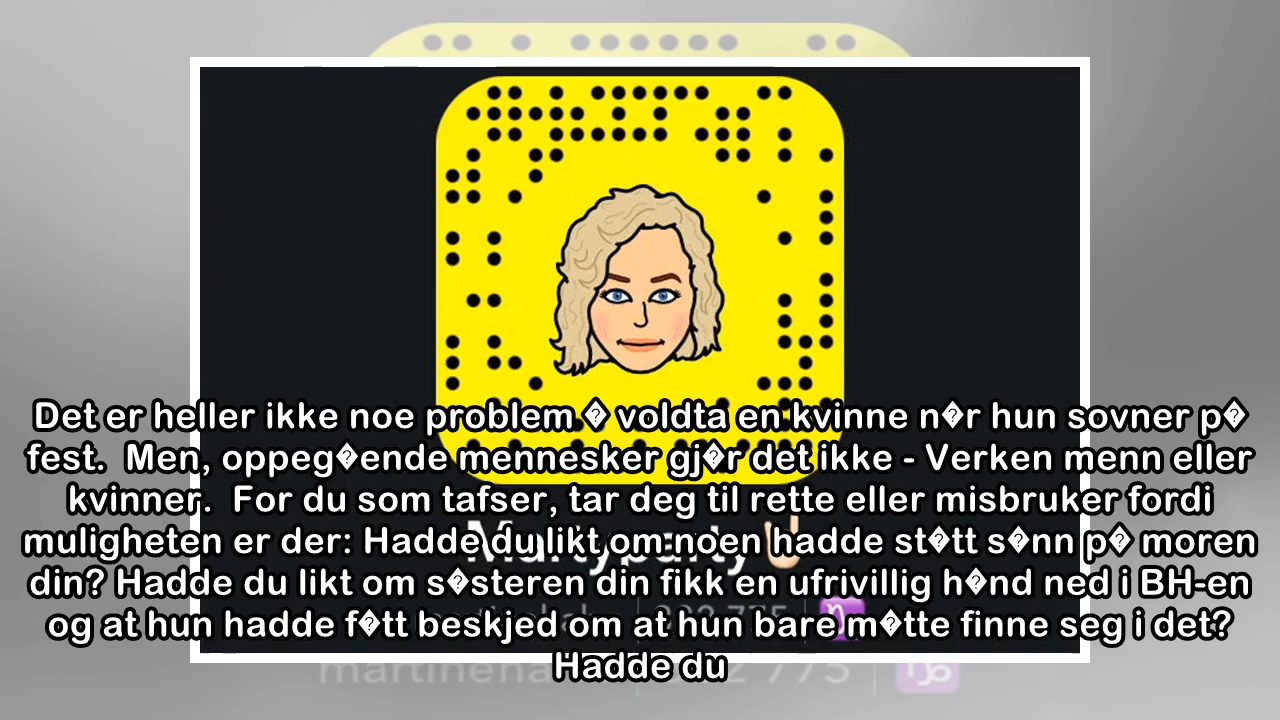 Det er heller ikke noe problem � voldta en kvinne n�r hun sovner p�
fest.  Men, oppeg�ende mennesker gj�r det ikke - Verken menn eller
kvinner.  For du som tafser, tar deg til rette eller misbruker fordi
muligheten er der: Hadde du likt om noen hadde st�tt s�nn p� moren
din? Hadde du likt om s�steren din fikk en ufrivillig h�nd ned i BH-en
og at hun hadde f�tt beskjed om at hun bare m�tte finne seg i det?
Hadde du
Martyparty